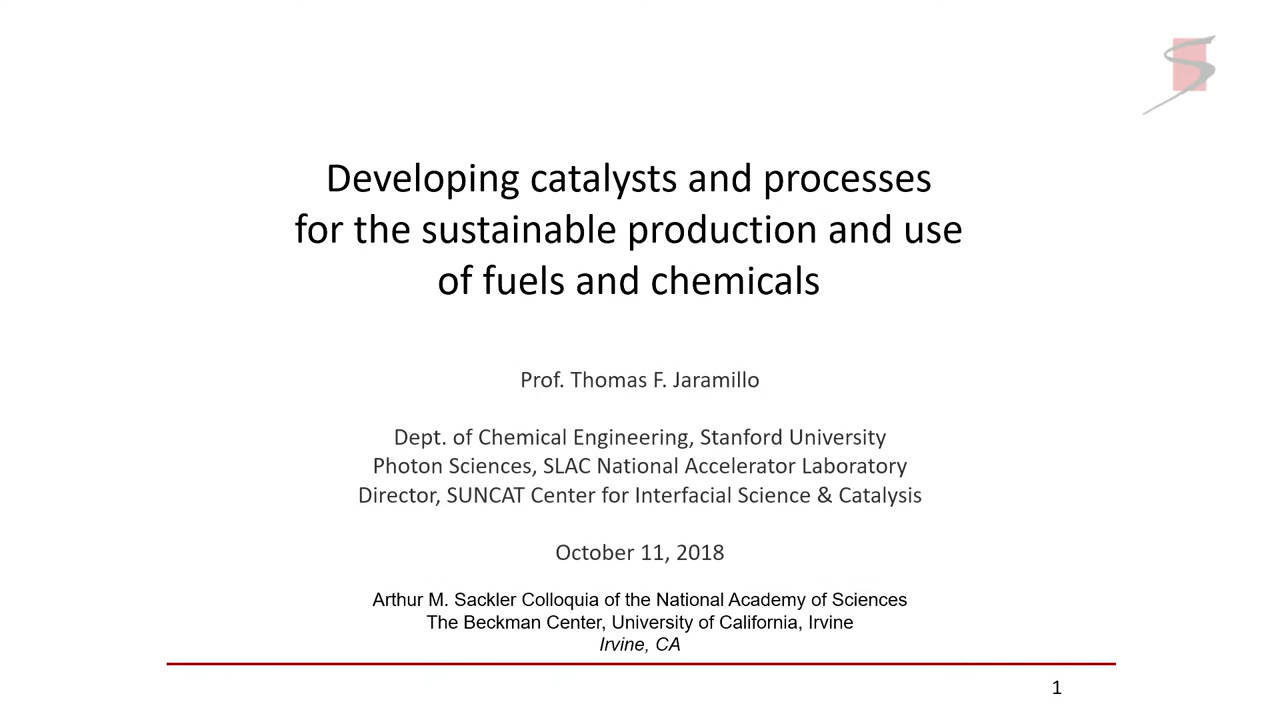 Developing catalysts and processes
for the sustainable production and use
of fuels and chemicals
Prof. Thomas F. Jaramillo
Dept. of Chemical Engineering, Stanford University
Photon Sciences, SLAC National Accelerator Laboratory
Director, SUNCAT Center for Interfacial Science & Catalysis
October 11, 2018
Arthur M. Sackler Colloquia of the National Academy of Sciences
The Beckman Center, University of California, Irvine
Irvine, CA
1